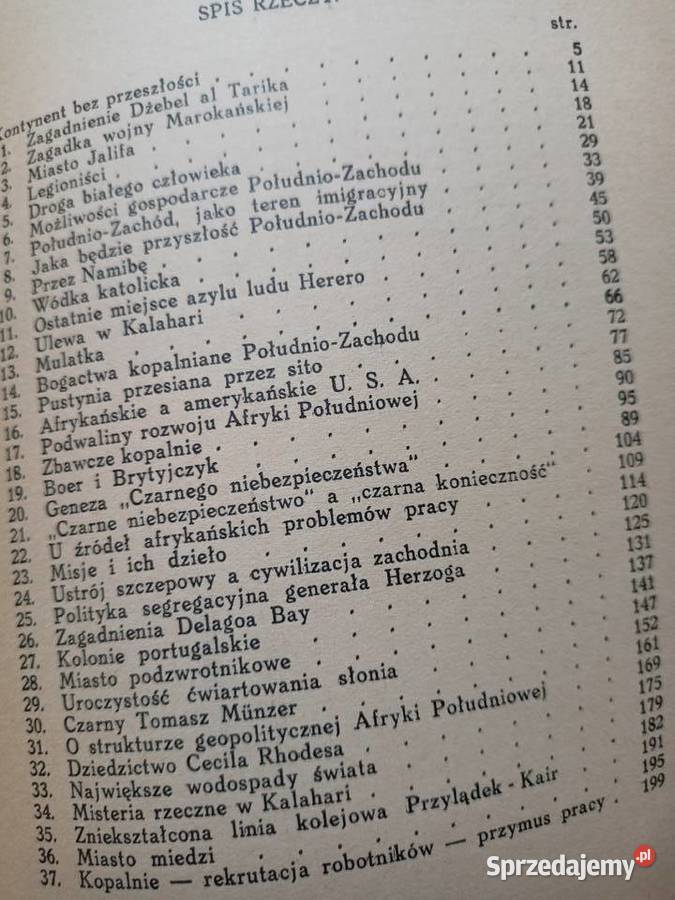 SPIS RZECZY
str.
Kontynent bez przeszłości . . . . . 5
1. Zagadnienie Dżebel al Tarika . . . . . 11
2. Zagadka wojny Marokańskiej . . . . . 14
3. Miasto Jalifa . . . . . 18
4. Legioniści . . . . . 21
5. Droga białego człowieka . . . . . 29
6. Możliwości gospodarcze Południo-Zachodu . . . 33
7. Południo-Zachód, jako teren imigracyjny . . . 39
8. Jaka będzie przyszłość Południo-Zachodu . . . 45
9. Przez Namibę . . . . . 50
10. Wódka katolicka . . . . . 53
11. Ostatnie miejsce azylu ludu Herero . . . . 58
12. Ulewa w Kalahari . . . . . 62
13. Mulatka . . . . . 66
14. Bogactwa kopalniane Południo-Zachodu . . . 72
15. Pustynia przesiana przez sito . . . . . 77
16. Afrykańskie a amerykańskie U. S. A. . . . . 85
17. Podwaliny rozwoju Afryki Południowej . . . 90
18. Zbawcze kopalnie . . . . . 95
19. Boer i Brytyjczyk . . . . . 89
20. Geneza „Czarnego niebezpieczeństwa" . . . . 104
21. „Czarne niebezpieczeństwo" a „czarna konieczność" . 109
22. U źródeł afrykańskich problemów pracy . . . 114
23. Misje i ich dzieło . . . . . 120
24. Ustrój szczepowy a cywilizacja zachodnia . . . 125
25. Polityka segregacyjna generała Herzoga . . . 131
26. Zagadnienia Delagoa Bay . . . . . 137
27. Kolonie portugalskie . . . . . 141
28. Miasto podzwrotnikowe . . . . . 147
29. Uroczystość ćwiartowania słonia . . . . 152
30. Czarny Tomasz Münzer . . . . . 161
31. O strukturze geopolitycznej Afryki Południowej . 169
32. Dziedzictwo Cecila Rhodesa . . . . . 175
33. Największe wodospady świata . . . . . 179
34. Misteria rzeczne w Kalahari . . . . . 182
35. Zniekształcona linia kolejowa Przylądek-Kair . . 191
36. Miasto miedzi . . . . . 195
37. Kopalnie — rekrutacja robotników — przymus pracy . 199
Sprzedajemy.pl